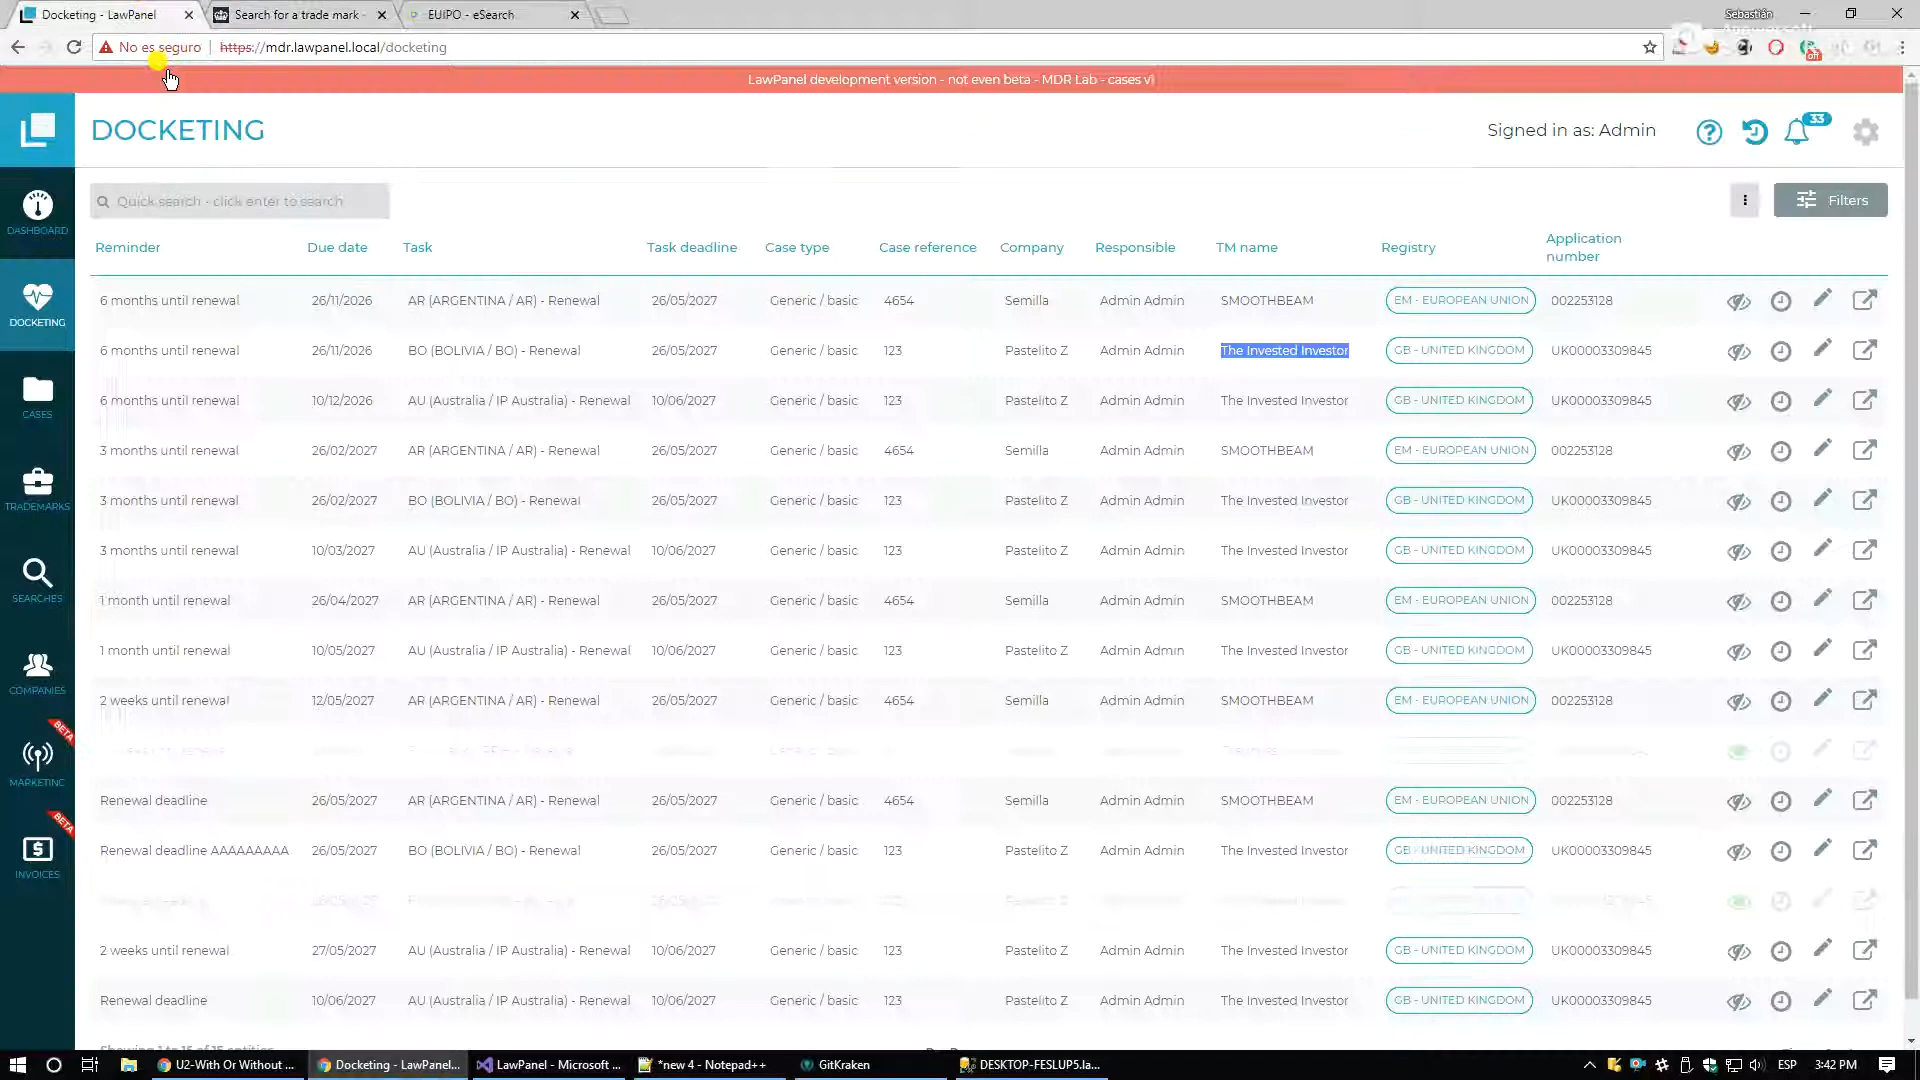 Docketing - LawPanel
Search for a trade mark -
EUIPO - eSearch
Sebastián
No es seguro
https://mdr.lawpanel.local/docketing
LawPanel development version - not even beta - MDR Lab - cases v1
DOCKETING
Signed in as: Admin
33
Quick search - click enter to search
Filters
Reminder Due date Task Task deadline Case type Case reference Company Responsible TM name Registry Application number
6 months until renewal 26/11/2026 AR (ARGENTINA / AR) - Renewal 26/05/2027 Generic / basic 4654 Semilla Admin Admin SMOOTHBEAM EM - EUROPEAN UNION 002253128
6 months until renewal 26/11/2026 BO (BOLIVIA / BO) - Renewal 26/05/2027 Generic / basic 123 Pastelito Z Admin Admin The Invested Investor GB - UNITED KINGDOM UK00003309845
6 months until renewal 10/12/2026 AU (Australia / IP Australia) - Renewal 10/06/2027 Generic / basic 123 Pastelito Z Admin Admin The Invested Investor GB - UNITED KINGDOM UK00003309845
3 months until renewal 26/02/2027 AR (ARGENTINA / AR) - Renewal 26/05/2027 Generic / basic 4654 Semilla Admin Admin SMOOTHBEAM EM - EUROPEAN UNION 002253128
3 months until renewal 26/02/2027 BO (BOLIVIA / BO) - Renewal 26/05/2027 Generic / basic 123 Pastelito Z Admin Admin The Invested Investor GB - UNITED KINGDOM UK00003309845
3 months until renewal 10/03/2027 AU (Australia / IP Australia) - Renewal 10/06/2027 Generic / basic 123 Pastelito Z Admin Admin The Invested Investor GB - UNITED KINGDOM UK00003309845
1 month until renewal 26/04/2027 AR (ARGENTINA / AR) - Renewal 26/05/2027 Generic / basic 4654 Semilla Admin Admin SMOOTHBEAM EM - EUROPEAN UNION 002253128
1 month until renewal 10/05/2027 AU (Australia / IP Australia) - Renewal 10/06/2027 Generic / basic 123 Pastelito Z Admin Admin The Invested Investor GB - UNITED KINGDOM UK00003309845
2 weeks until renewal 12/05/2027 AR (ARGENTINA / AR) - Renewal 26/05/2027 Generic / basic 4654 Semilla Admin Admin SMOOTHBEAM EM - EUROPEAN UNION 002253128
Renewal deadline 26/05/2027 AR (ARGENTINA / AR) - Renewal 26/05/2027 Generic / basic 4654 Semilla Admin Admin SMOOTHBEAM EM - EUROPEAN UNION 002253128
Renewal deadline AAAAAAAAA 26/05/2027 BO (BOLIVIA / BO) - Renewal 26/05/2027 Generic / basic 123 Pastelito Z Admin Admin The Invested Investor GB - UNITED KINGDOM UK00003309845
2 weeks until renewal 27/05/2027 AU (Australia / IP Australia) - Renewal 10/06/2027 Generic / basic 123 Pastelito Z Admin Admin The Invested Investor GB - UNITED KINGDOM UK00003309845
Renewal deadline 10/06/2027 AU (Australia / IP Australia) - Renewal 10/06/2027 Generic / basic 123 Pastelito Z Admin Admin The Invested Investor GB - UNITED KINGDOM UK00003309845
DASHBOARD
DOCKETING
CASES
TRADEMARKS
SEARCHES
COMPANIES
BETA
MARKETING
BETA
INVOICES
U2-With Or Without ...
Docketing - LawPanel...
LawPanel - Microsoft ...
*new 4 - Notepad++
GitKraken
DESKTOP-FESLUP5.la...
ESP
3:42 PM